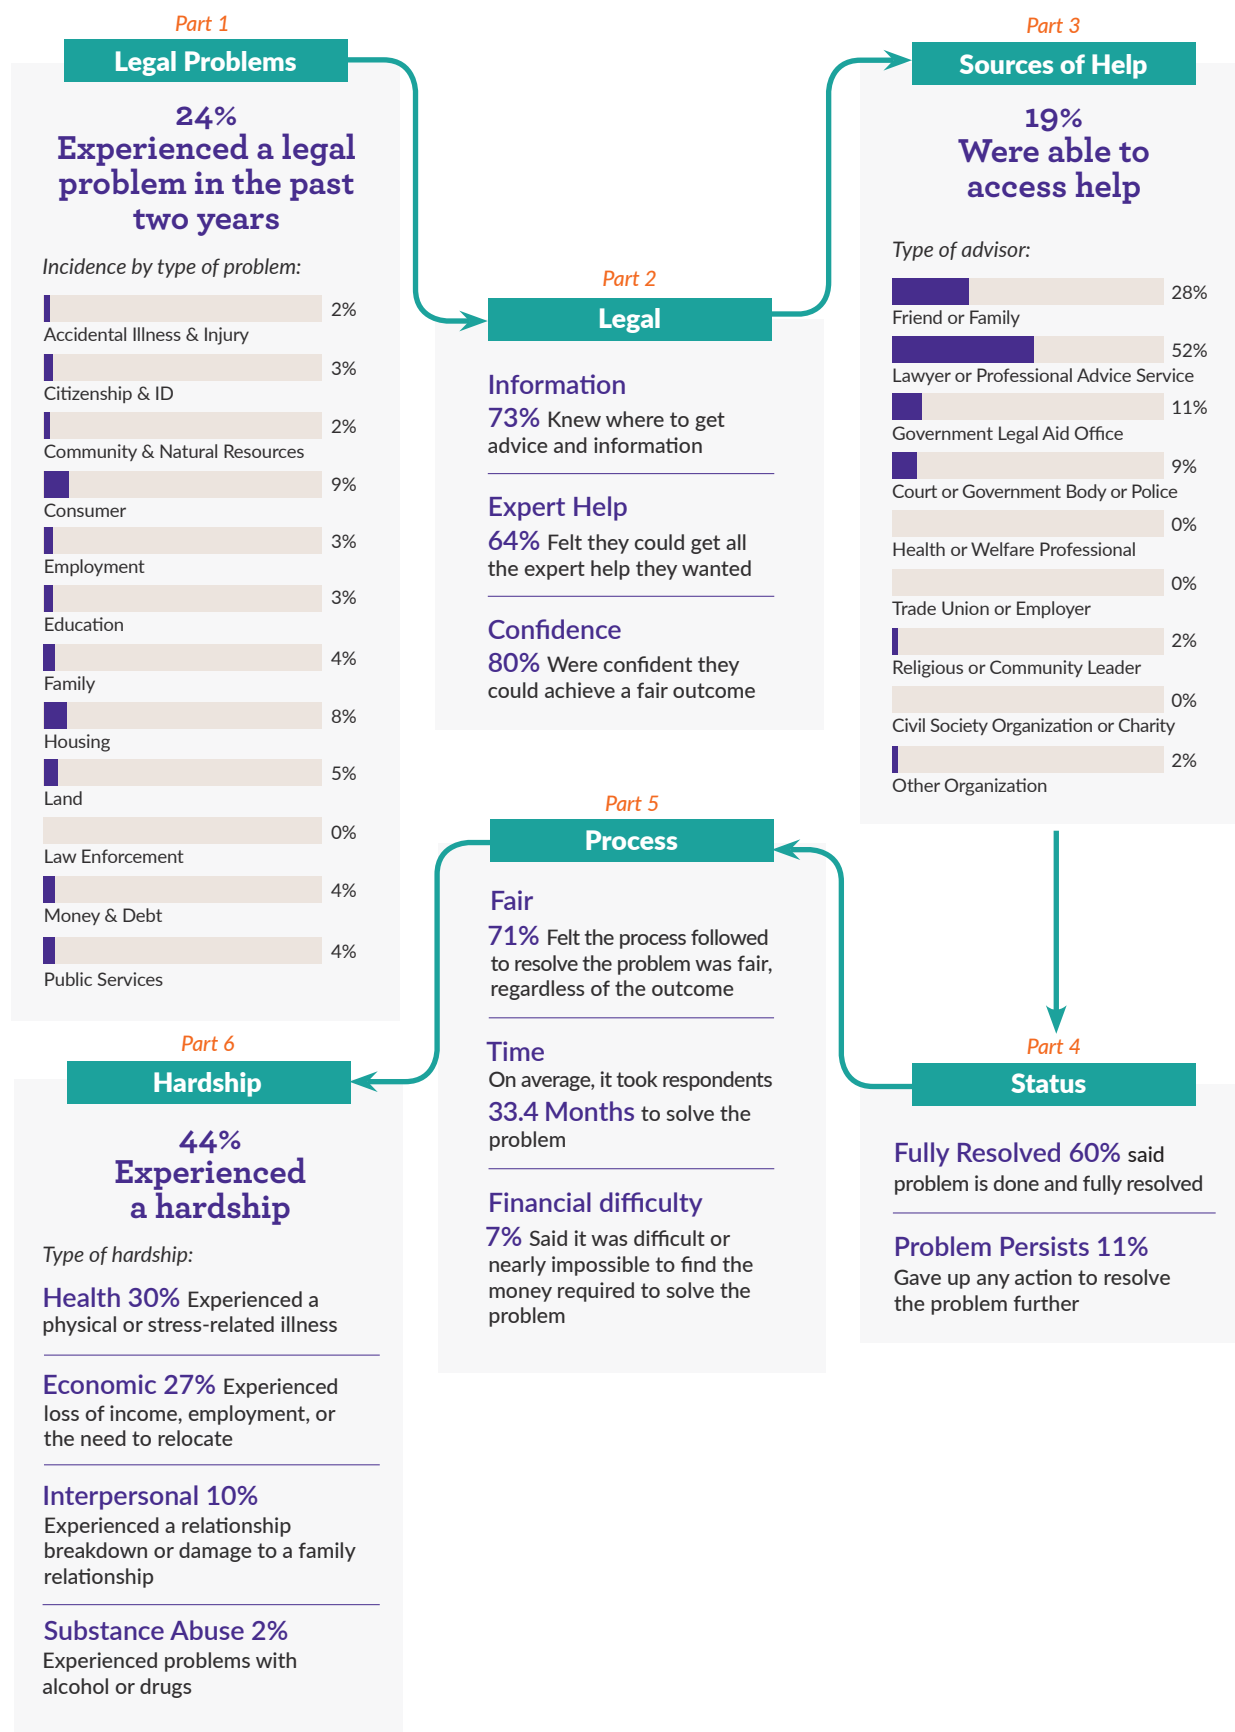 Part 1
Legal Problems
24%
Experienced a legal
problem in the past
two years
Incidence by type of problem:
2%
Accidental Illness & Injury
3%
Citizenship & ID
2%
Community & Natural Resources
9%
Consumer
3%
Employment
3%
Education
4%
Family
8%
Housing
5%
Land
0%
Law Enforcement
4%
Money & Debt
4%
Public Services
Part 2
Legal
Information
73% Knew where to get
advice and information
Expert Help
64% Felt they could get all
the expert help they wanted
Confidence
80% Were confident they
could achieve a fair outcome
Part 3
Sources of Help
19%
Were able to
access help
Type of advisor:
28%
Friend or Family
52%
Lawyer or Professional Advice Service
11%
Government Legal Aid Office
9%
Court or Government Body or Police
0%
Health or Welfare Professional
0%
Trade Union or Employer
2%
Religious or Community Leader
0%
Civil Society Organization or Charity
2%
Other Organization
Part 4
Status
Fully Resolved 60% said
problem is done and fully resolved
Problem Persists 11%
Gave up any action to resolve
the problem further
Part 5
Process
Fair
71% Felt the process followed
to resolve the problem was fair,
regardless of the outcome
Time
On average, it took respondents
33.4 Months to solve the
problem
Financial difficulty
7% Said it was difficult or
nearly impossible to find the
money required to solve the
problem
Part 6
Hardship
44%
Experienced
a hardship
Type of hardship:
Health 30% Experienced a
physical or stress-related illness
Economic 27% Experienced
loss of income, employment, or
the need to relocate
Interpersonal 10%
Experienced a relationship
breakdown or damage to a family
relationship
Substance Abuse 2%
Experienced problems with
alcohol or drugs